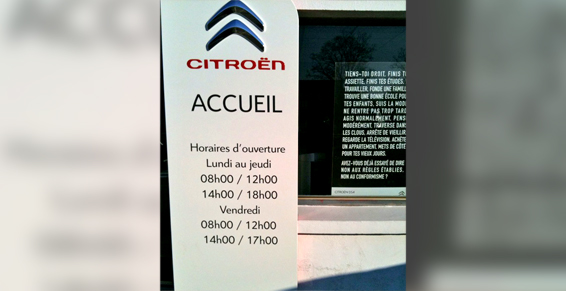 CITROËN
ACCUEIL
Horaires d'ouverture
Lundi au jeudi
08h00 / 12h00
14h00 / 18h00
Vendredi
08h00 / 12h00
14h00 / 17h00
TIENS-TOI DROIT, FINIS T
ASSIETTE, FINIS TES ÉTUDES,
TRAVAILLER, FONDE UNE FAMILL
TROUVE UNE BONNE ÉCOLE POU
TES ENFANTS, SUIS LA MODE
NE RENTRE PAS TROP TARD
AGIS NORMALEMENT, PENS
MODÉRÉMENT, TRAVERSE DANS
LES CLOUS, ARRÊTE DE VIEILLIR
REGARDE LA TÉLÉVISION, ACHÈTE
UN APPARTEMENT, METS DE CÔTÉ
POUR TES VIEUX JOURS.
AVEZ-VOUS DÉJÀ ESSAYÉ DE DIRE
NON AUX RÈGLES ÉTABLIES,
NON AU CONFORMISME ?